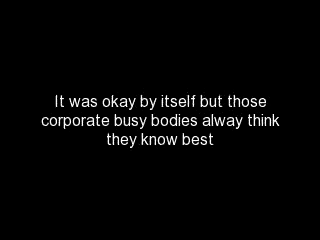 It was okay by itself but those
corporate busy bodies alway think
they know best